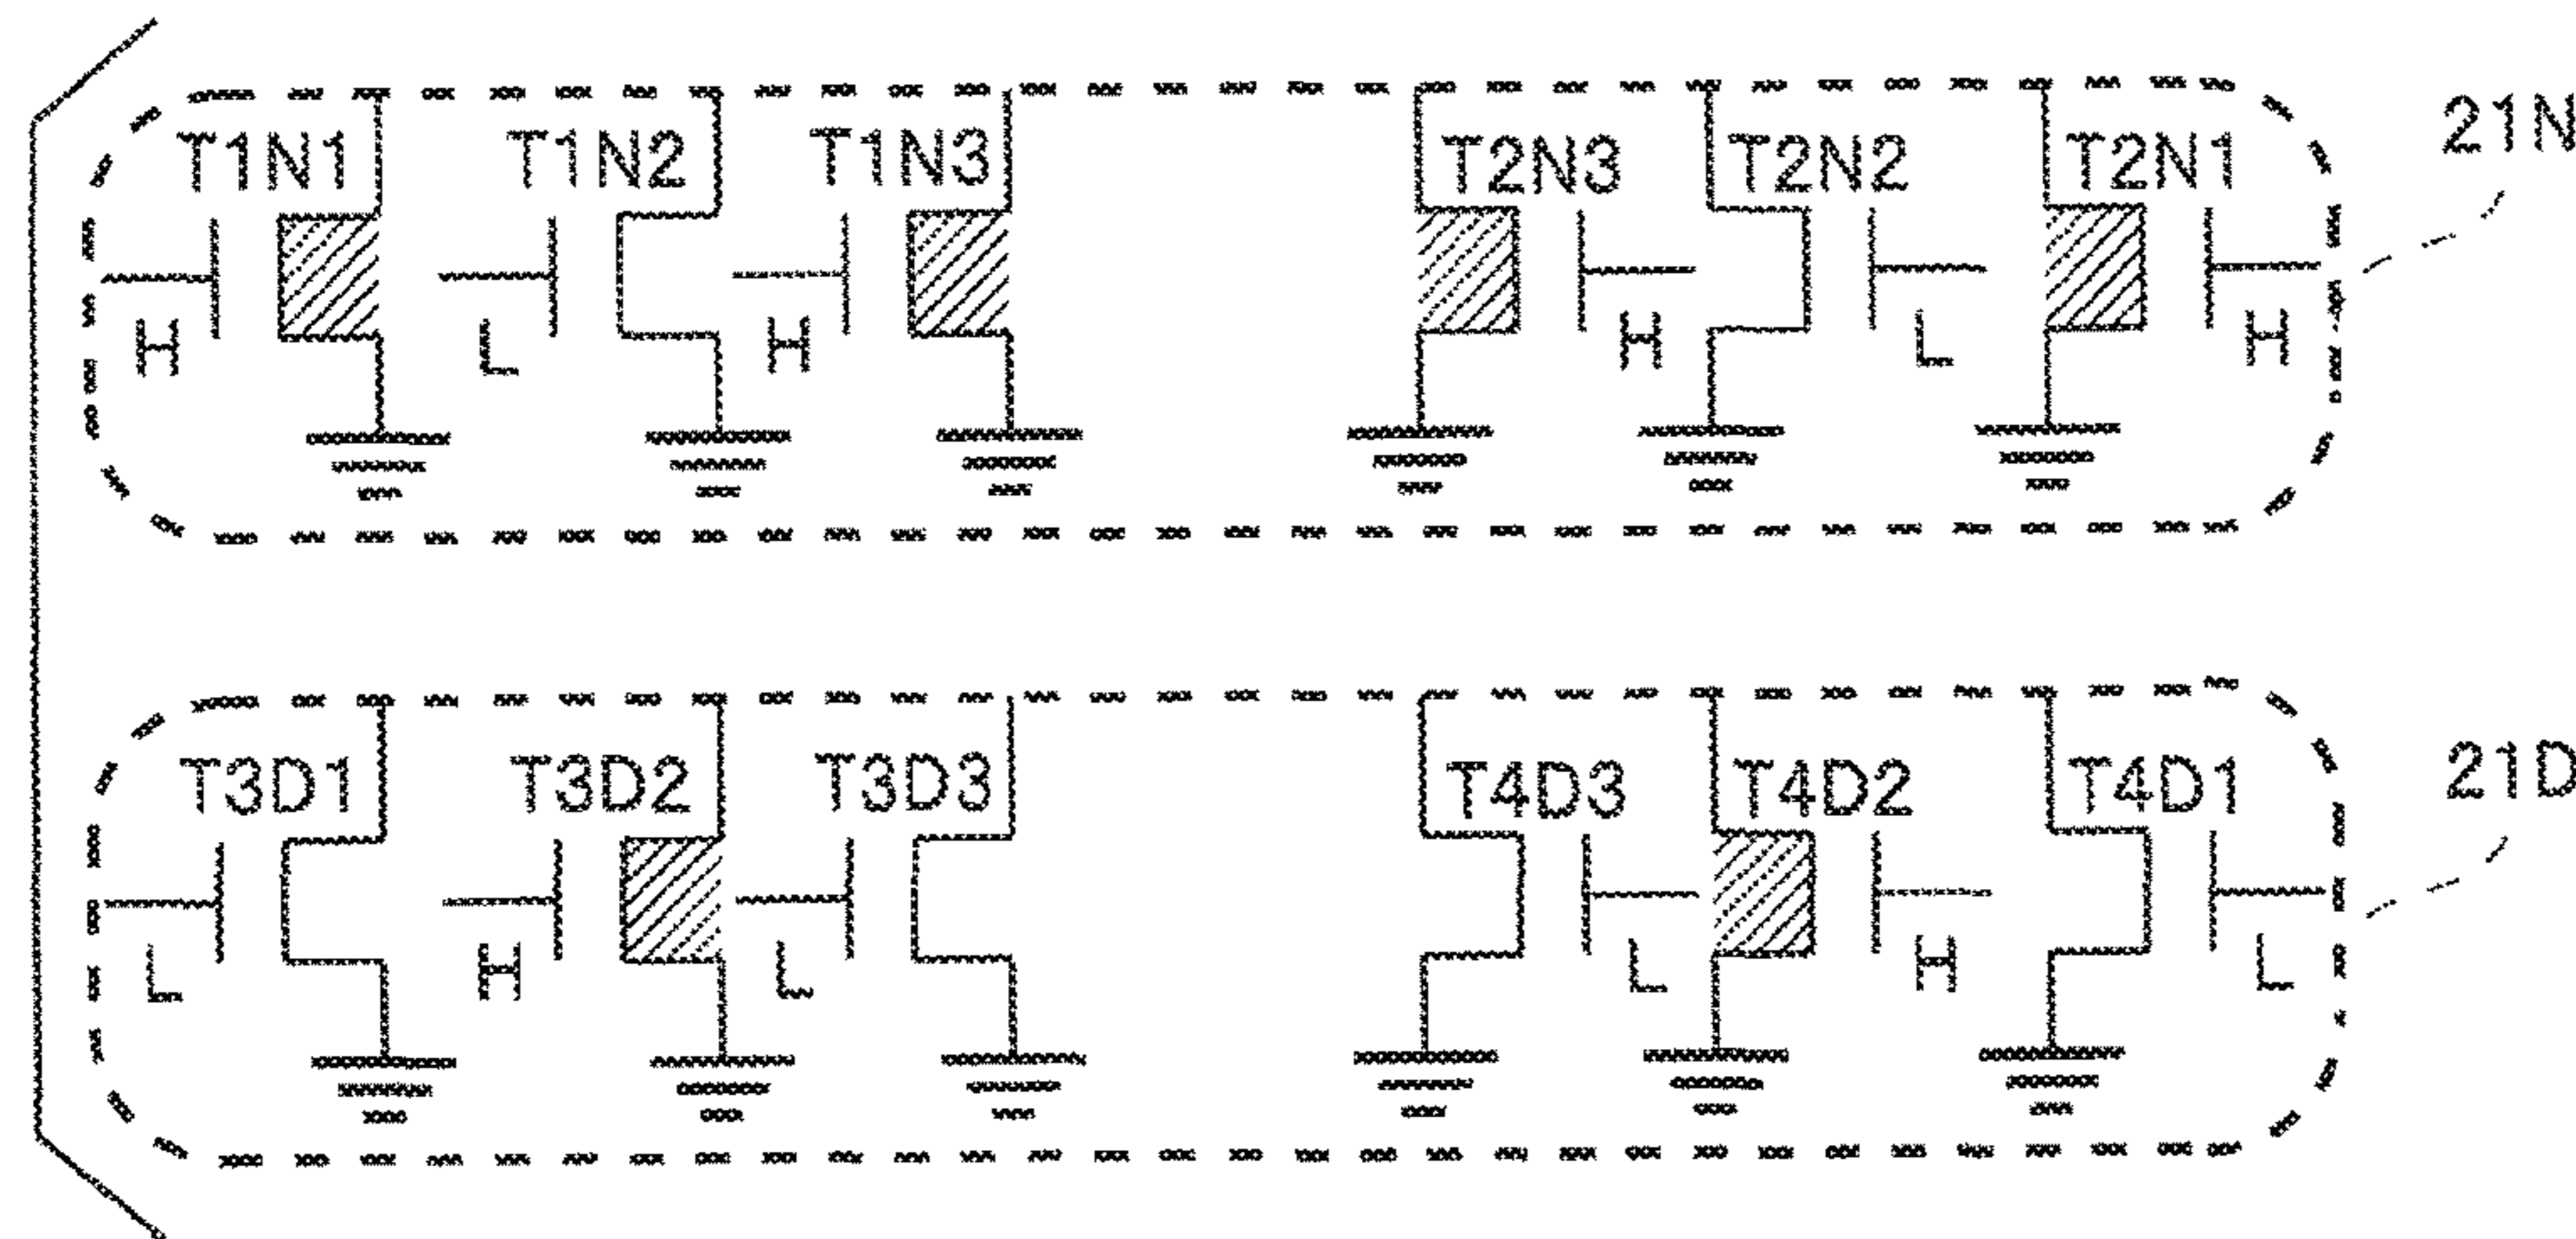 T1N1 T1N2 T1N3 T2N3 T2N2 T2N1 21N
H L H H L H
T3D1 T3D2 T3D3 T4D3 T4D2 T4D1 21D
L H L L H L